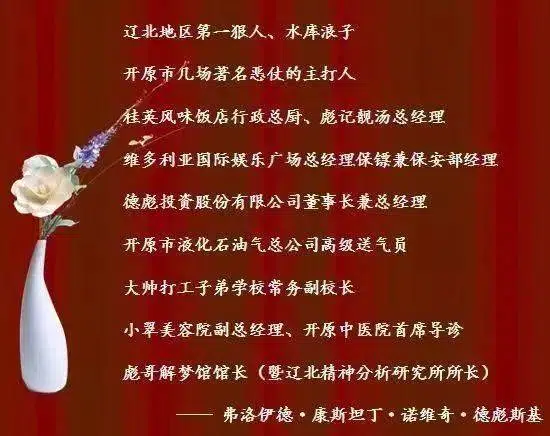 辽北地区第一狠人、水库浪子
开原市几场著名恶仗的主打人
桂英风味饭店行政总厨、彪记靓汤总经理
维多利亚国际娱乐广场总经理保镖兼保安部经理
德彪投资股份有限公司董事长兼总经理
开原市液化石油气总公司高级送气员
大帅打工子弟学校常务副校长
小翠美容院副总经理、开原中医院首席导诊
彪哥解梦馆馆长（暨辽北精神分析研究所所长）
—— 弗洛伊德·康斯坦丁·诺维奇·德彪斯基